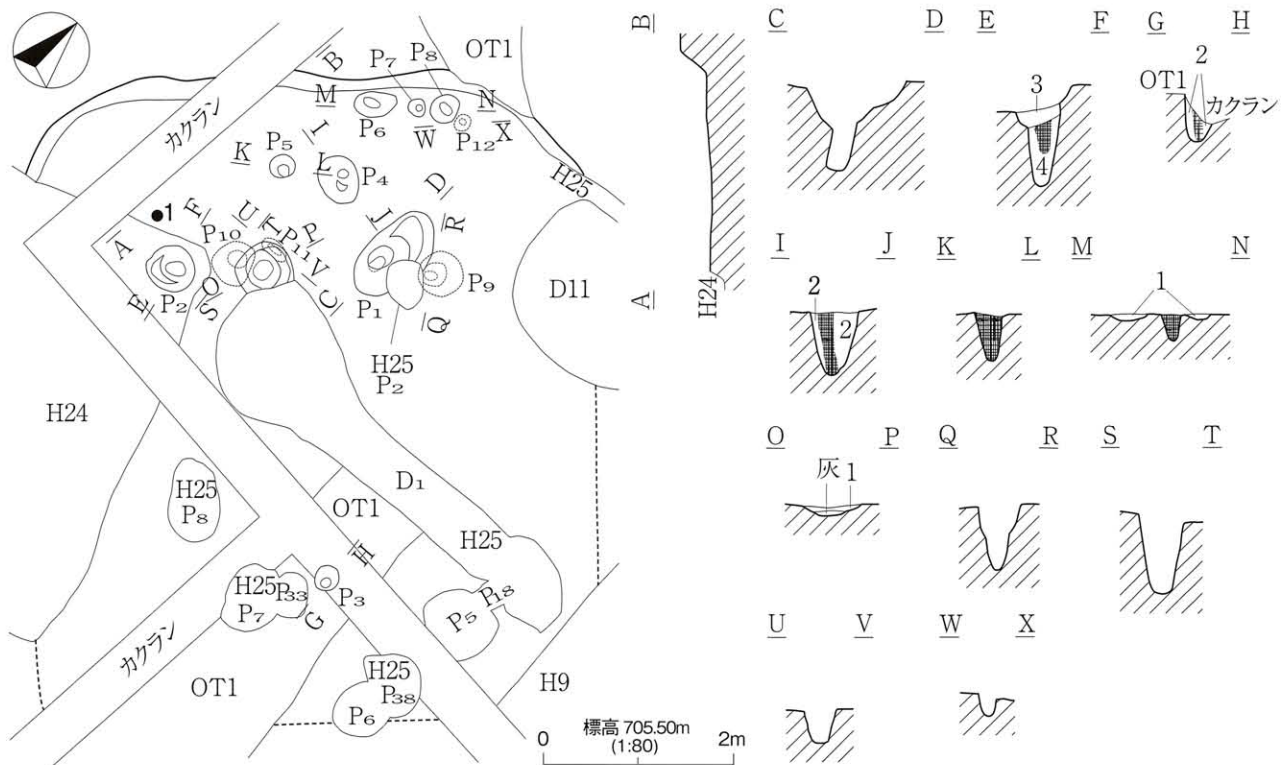 B
OT1
P7
P8
M
N
P6
W
P12
X
カクラン
I
K
P5
L
P4
H25
D
●1
F
U
T
P
J
R
A
P10
P11
V
P2
O
E
S
C
P1
P9
Q
D11
H25
P2
H24
H25
P8
D1
OT1
H25
H
H25
P33
P7
P3
G
P18
P5
カクラン
OT1
H25
P38
P6
H9
標高 705.50m
(1:80)
0 2m
B
A
H24
C D E F G H
2
OT1
カクラン
3
4
I J K L M N
2
2
1
O P Q R S T
灰 1
U V W X